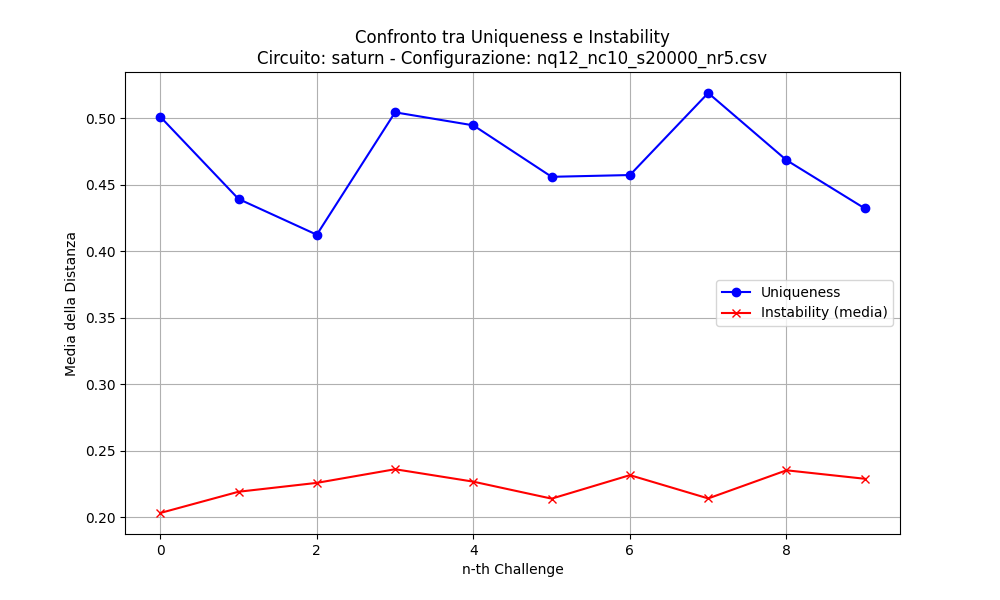 Confronto tra Uniqueness e Instability
Circuito: saturn - Configurazione: nq12_nc10_s20000_nr5.csv
Media della Distanza
0.50
0.45
0.40
0.35
0.30
0.25
0.20
Uniqueness
Instability (media)
0 2 4 6 8
n-th Challenge